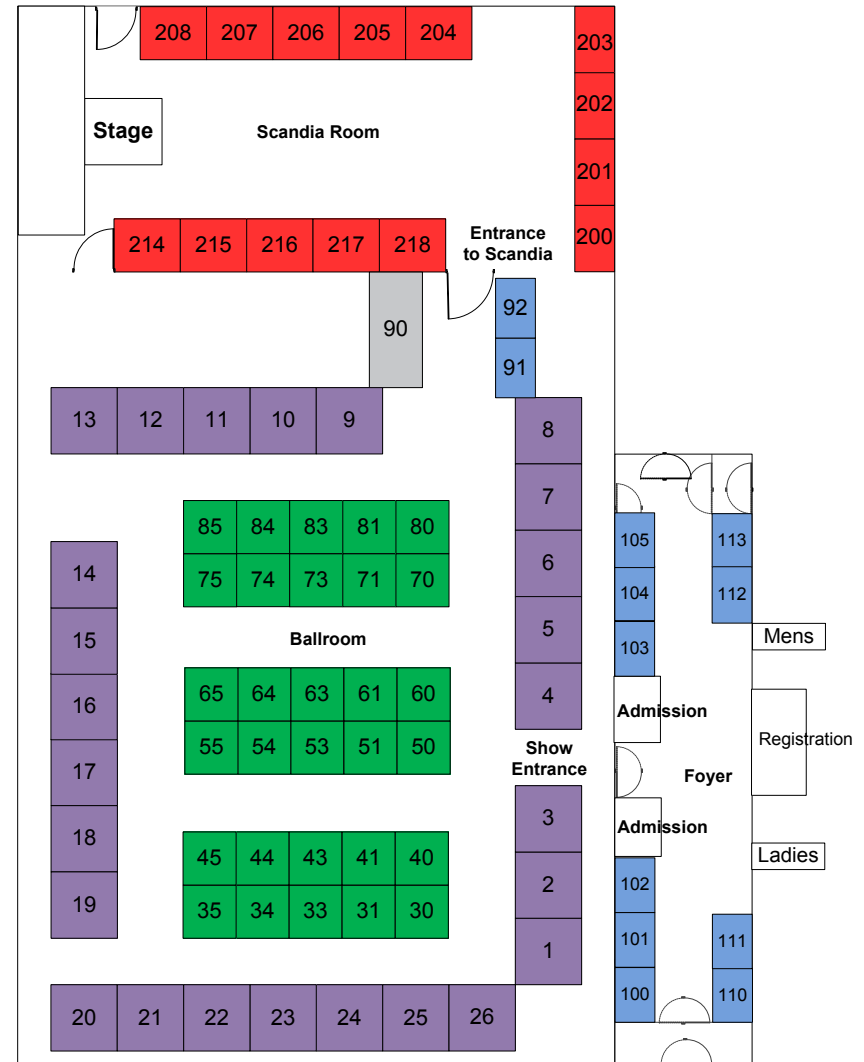 208 207 206 205 204
203
202
Stage
Scandia Room
201
200
214 215 216 217 218
Entrance
to Scandia
92
90
91
13 12 11 10 9
8
7
6
5
4
85 84 83 81 80
75 74 73 71 70
14
15
16
17
18
19
Ballroom
65 64 63 61 60
55 54 53 51 50
Show
Entrance
3
2
1
45 44 43 41 40
35 34 33 31 30
20 21 22 23 24 25 26
105 113
104 112
103
Mens
Admission
Registration
Foyer
Admission
Ladies
102
101 111
100 110